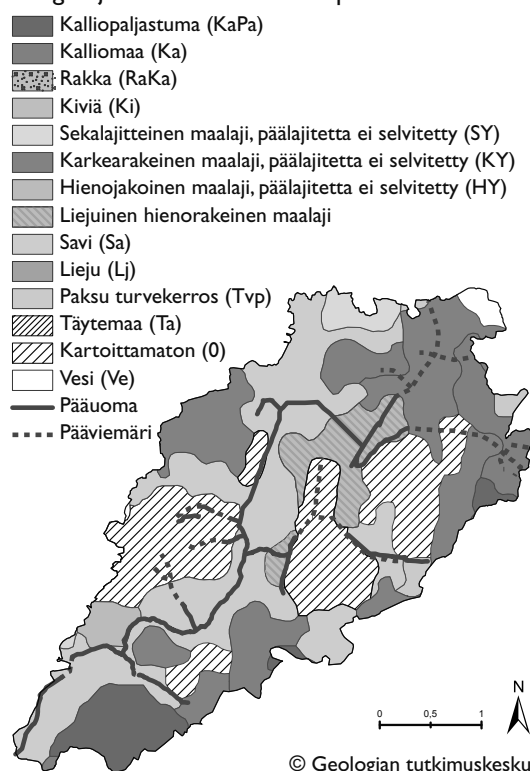 Kalliopaljastuma (KaPa)
Kalliomaa (Ka)
Rakka (RaKa)
Kiviä (Ki)
Sekalajitteinen maalaji, päälajitetta ei selvitetty (SY)
Karkearakeinen maalaji, päälajitetta ei selvitetty (KY)
Hienojakoinen maalaji, päälajitetta ei selvitetty (HY)
Liejuinen hienorakeinen maalaji
Savi (Sa)
Lieju (Lj)
Paksu turvekerros (Tvp)
Täytemaa (Ta)
Kartoittamaton (0)
Vesi (Ve)
Pääuoma
Pääviemäri
N
0 0,5 1
© Geologian tutkimuskesku